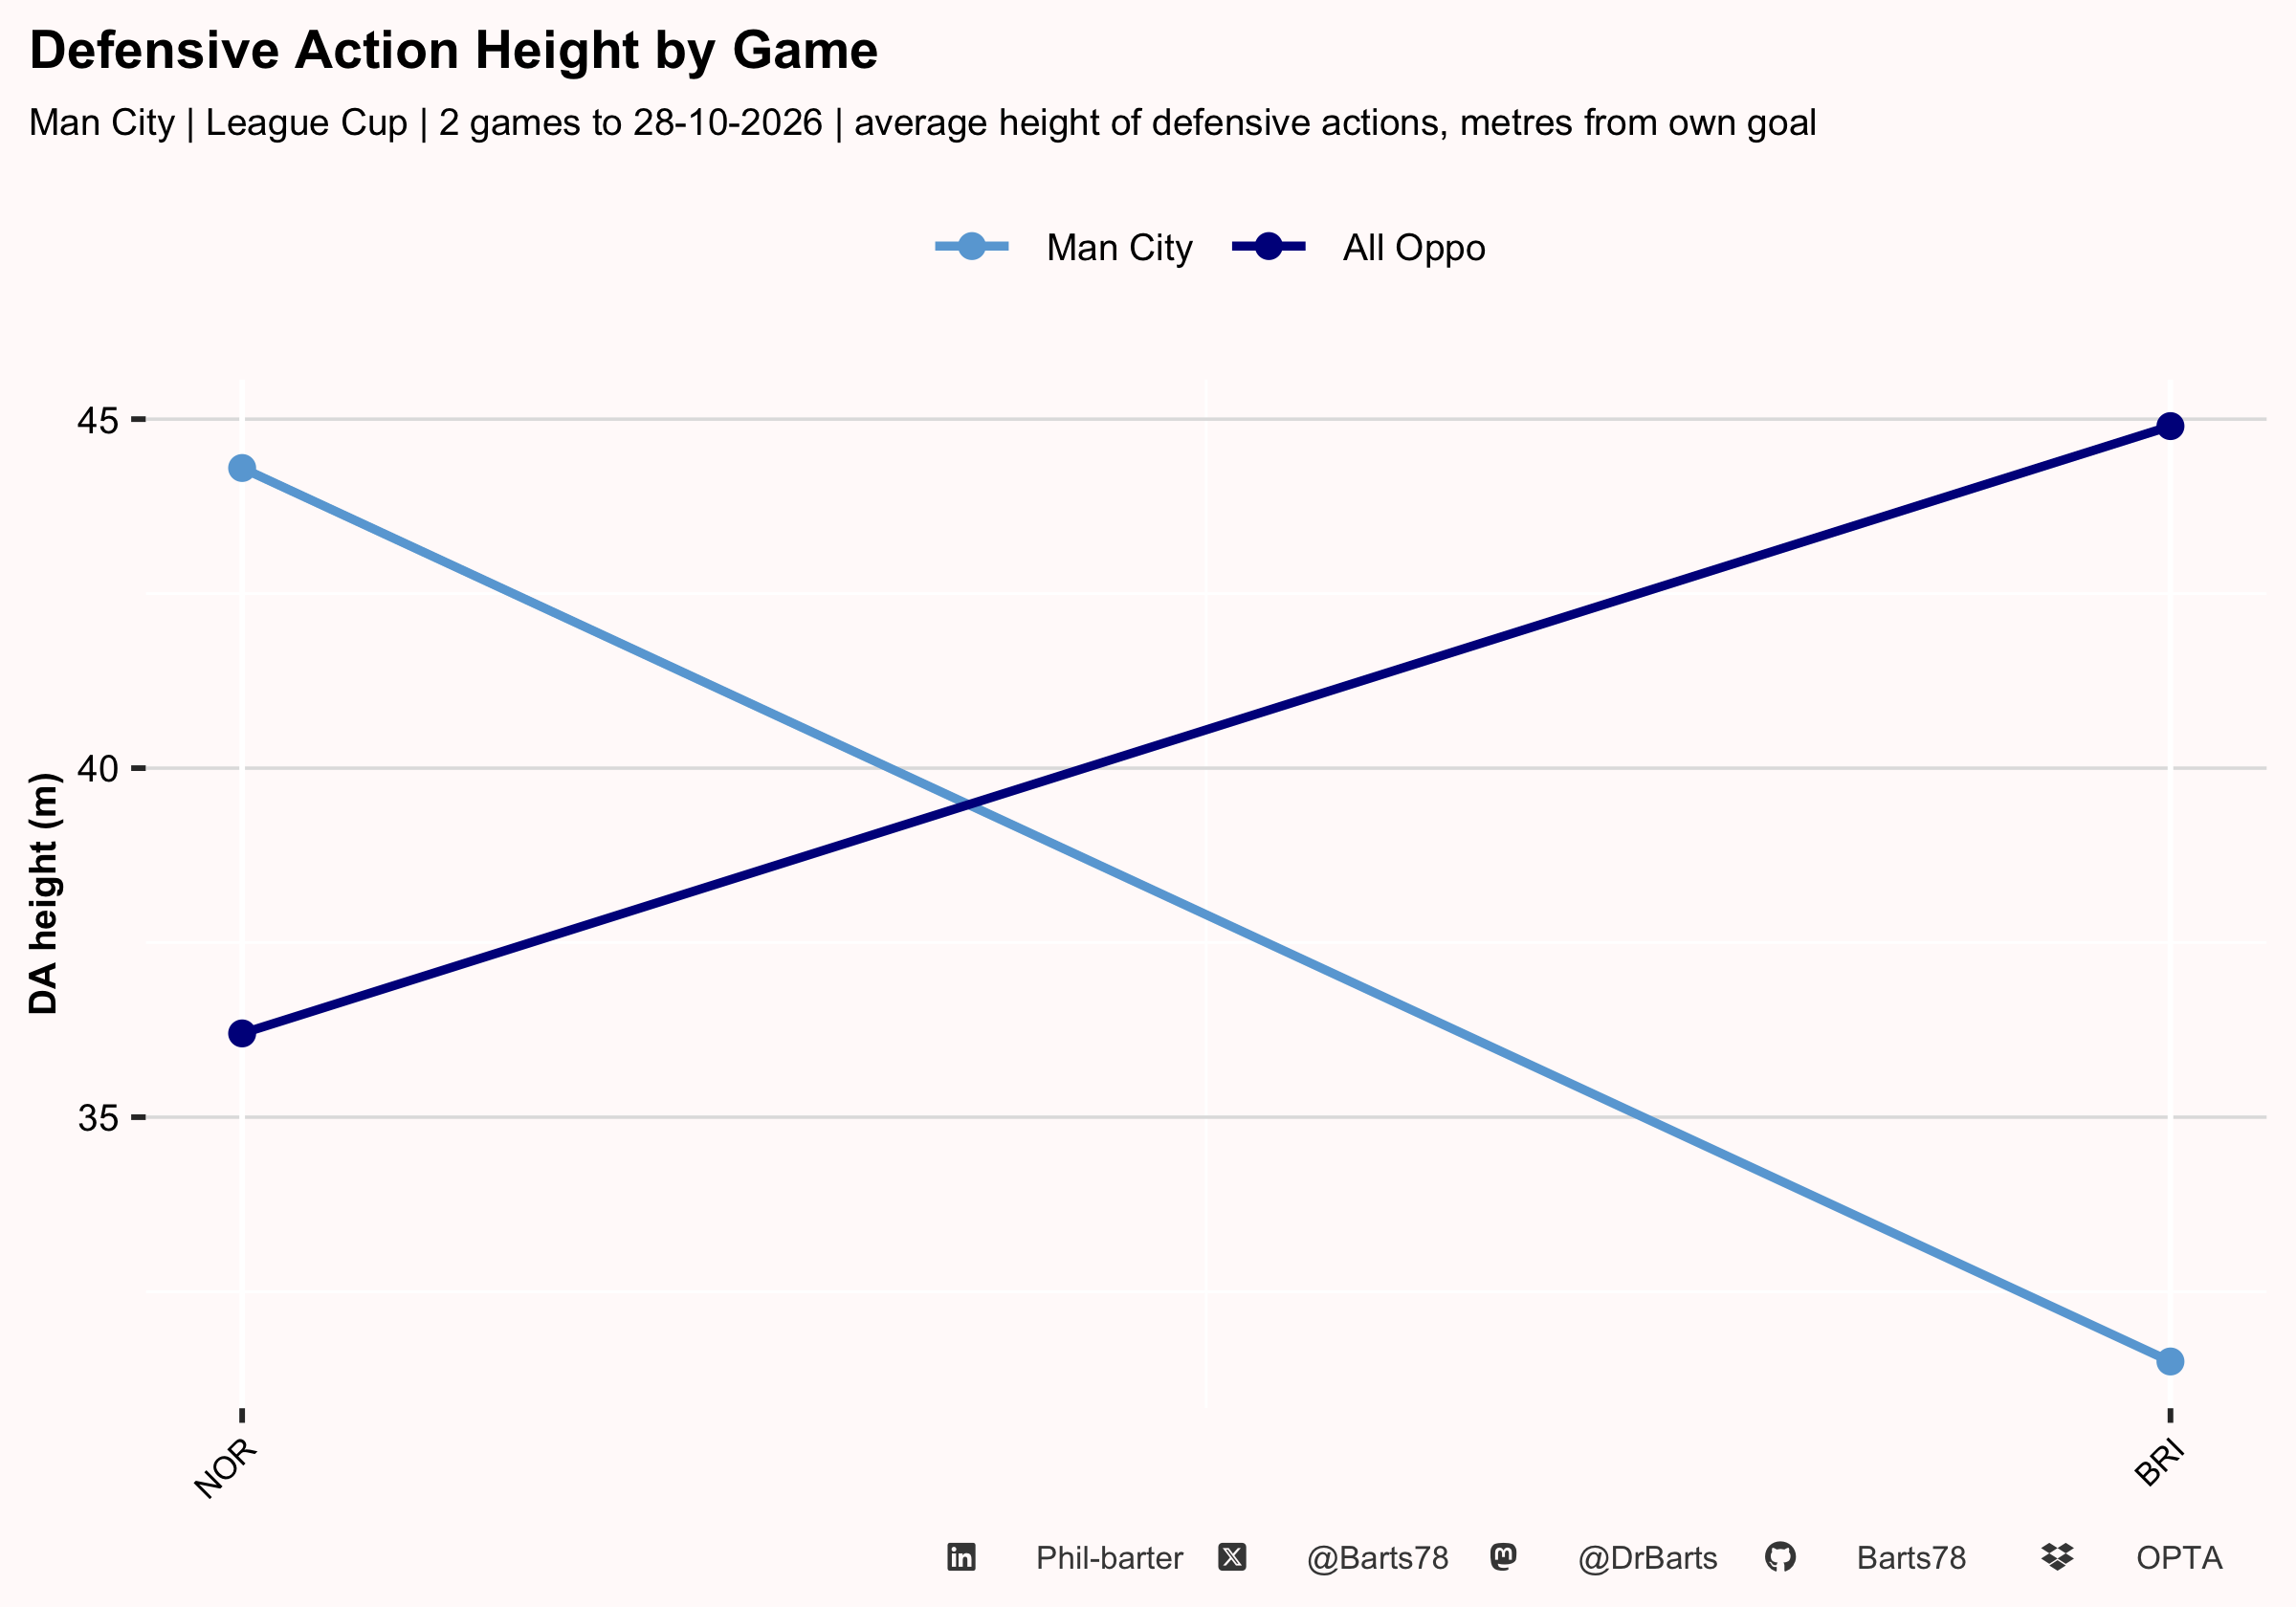 Defensive Action Height by Game
Man City | League Cup | 2 games to 28-10-2026 | average height of defensive actions, metres from own goal
Man City All Oppo
45
40
35
DA height (m)
NOR BRI
Phil-barter @Barts78 @DrBarts Barts78 OPTA